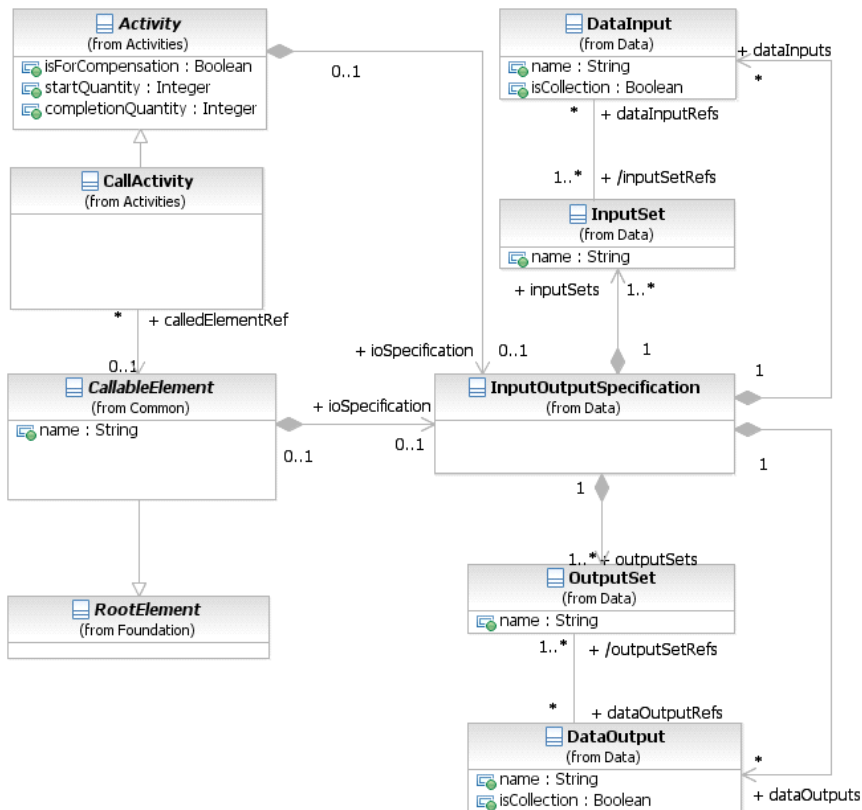 Activity
(from Activities)
isForCompensation : Boolean
startQuantity : Integer
completionQuantity : Integer
0..1
DataInput
(from Data)
name : String
isCollection : Boolean
+ dataInputs
*
* + dataInputRefs
1..* + /inputSetRefs
CallActivity
(from Activities)
InputSet
(from Data)
name : String
+ inputSets 1..*
* + calledElementRef
0..1
+ ioSpecification 0..1
1
CallableElement
(from Common)
name : String
+ ioSpecification
0..1
0..1
InputOutputSpecification
(from Data)
1
1
1
1..* + outputSets
OutputSet
(from Data)
name : String
RootElement
(from Foundation)
1..* + /outputSetRefs
* + dataOutputRefs
DataOutput
(from Data)
name : String
isCollection : Boolean
*
+ dataOutputs